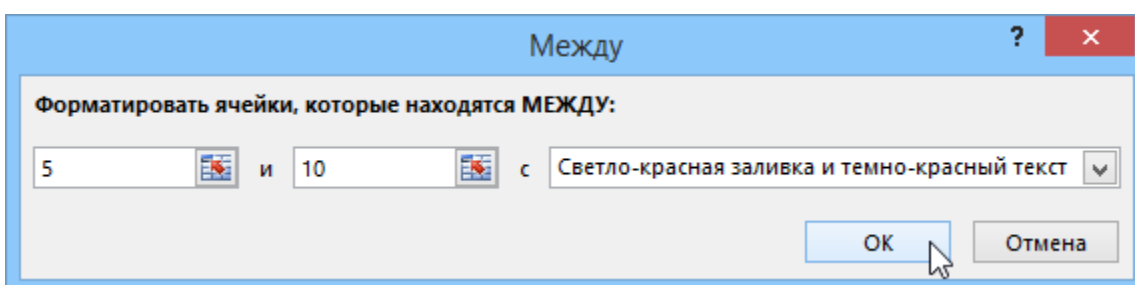 Между
? ×
Форматировать ячейки, которые находятся МЕЖДУ:
5 и 10 с Светло-красная заливка и темно-красный текст
ОК Отмена